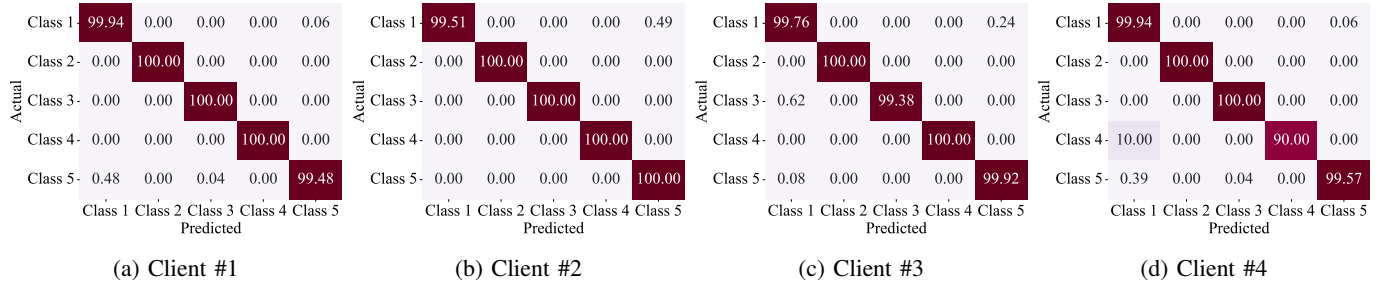 Actual
Class 1 99.94 0.00 0.00 0.00 0.06
Class 2 0.00 100.00 0.00 0.00 0.00
Class 3 0.00 0.00 100.00 0.00 0.00
Class 4 0.00 0.00 0.00 100.00 0.00
Class 5 0.48 0.00 0.04 0.00 99.48
Class 1 Class 2 Class 3 Class 4 Class 5
Predicted
(a) Client #1
Actual
Class 1 99.51 0.00 0.00 0.00 0.49
Class 2 0.00 100.00 0.00 0.00 0.00
Class 3 0.00 0.00 100.00 0.00 0.00
Class 4 0.00 0.00 0.00 100.00 0.00
Class 5 0.00 0.00 0.00 0.00 100.00
Class 1 Class 2 Class 3 Class 4 Class 5
Predicted
(b) Client #2
Actual
Class 1 99.76 0.00 0.00 0.00 0.24
Class 2 0.00 100.00 0.00 0.00 0.00
Class 3 0.62 0.00 99.38 0.00 0.00
Class 4 0.00 0.00 0.00 100.00 0.00
Class 5 0.08 0.00 0.00 0.00 99.92
Class 1 Class 2 Class 3 Class 4 Class 5
Predicted
(c) Client #3
Actual
Class 1 99.94 0.00 0.00 0.00 0.06
Class 2 0.00 100.00 0.00 0.00 0.00
Class 3 0.00 0.00 100.00 0.00 0.00
Class 4 10.00 0.00 0.00 90.00 0.00
Class 5 0.39 0.00 0.04 0.00 99.57
Class 1 Class 2 Class 3 Class 4 Class 5
Predicted
(d) Client #4